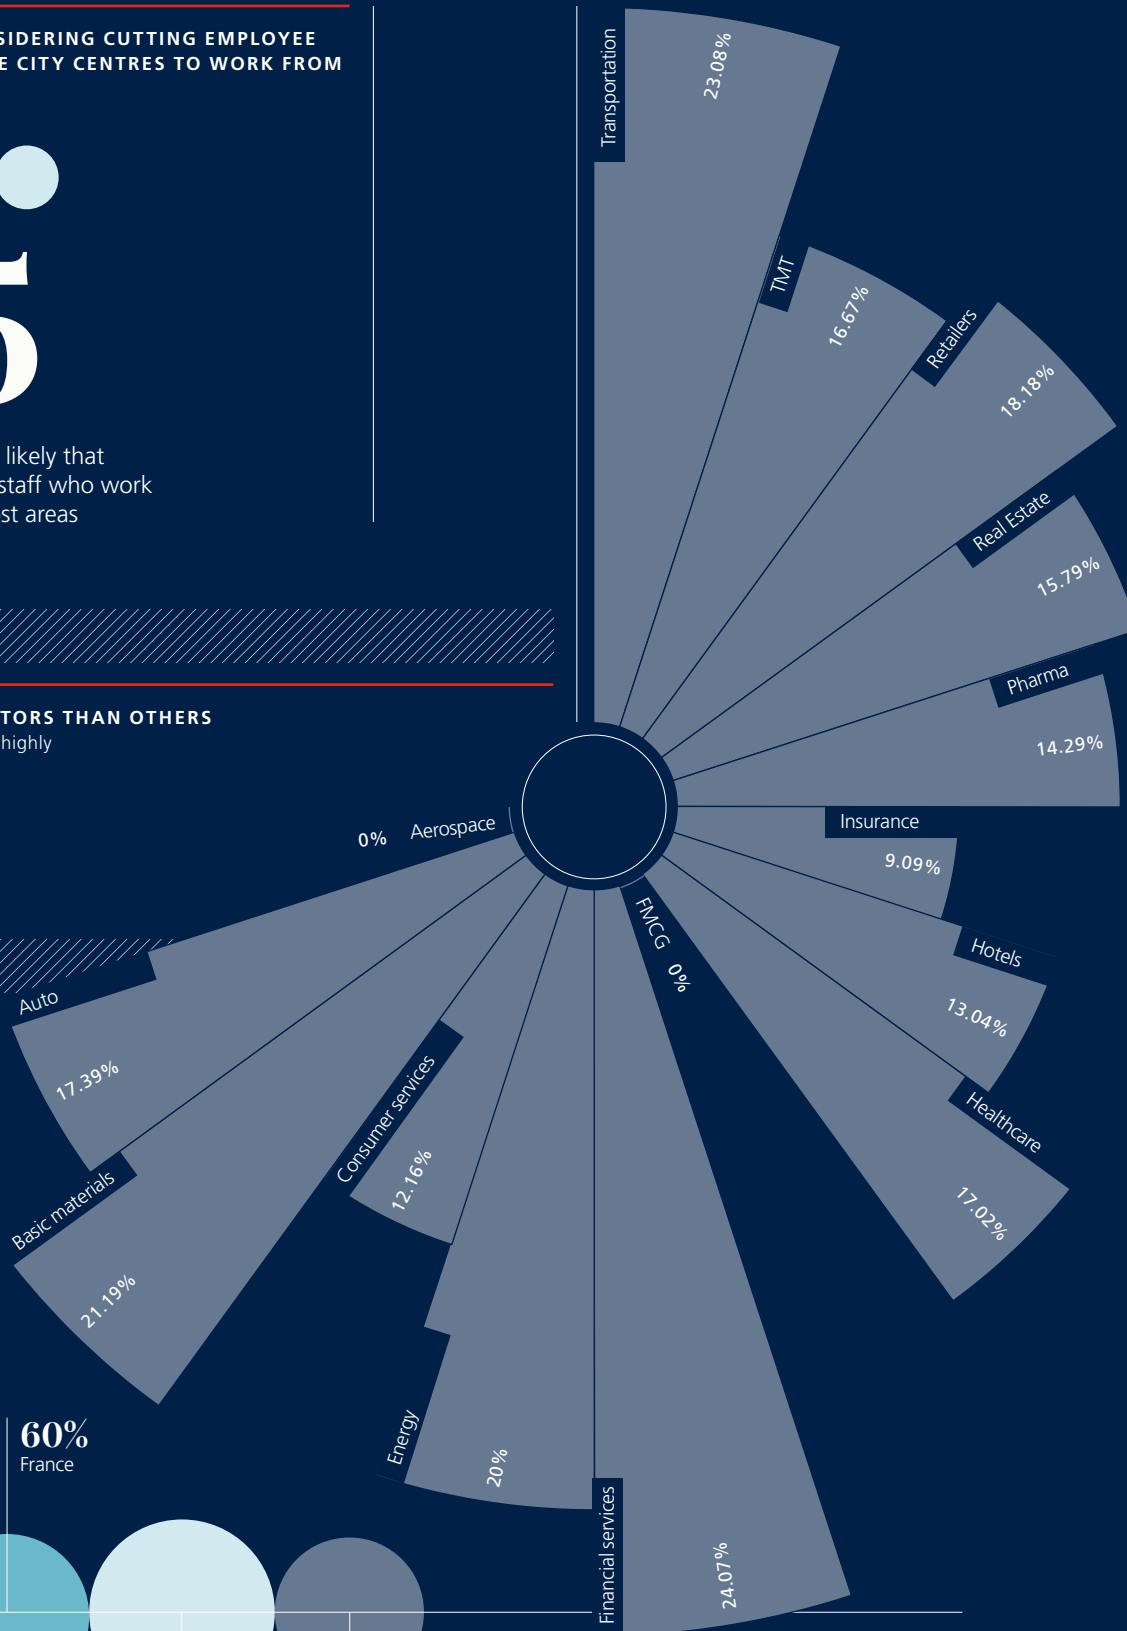 SIDERING CUTTING EMPLOYEE
E CITY CENTRES TO WORK FROM
5
likely that
staff who work
st areas
TORS THAN OTHERS
highly
Transportation
23.08%
TMT
16.67%
Retailers
18.18%
Real Estate
15.79%
Pharma
14.29%
Insurance
9.09%
Hotels
13.04%
Healthcare
17.02%
FMCG 0%
Financial services
24.07%
Energy
20%
Consumer services
12.16%
Basic materials
21.19%
Auto
17.39%
0% Aerospace
60%
France